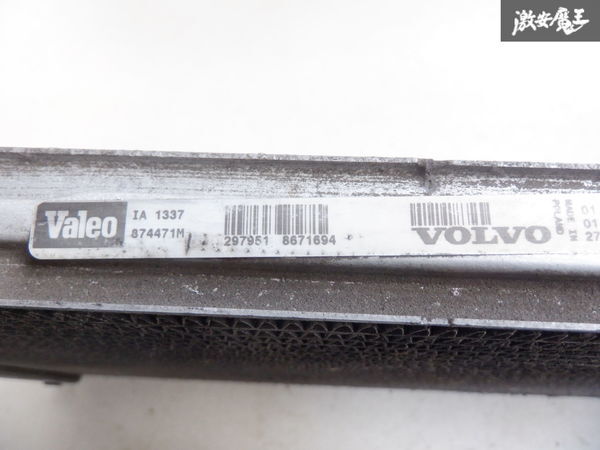 激安魔王
Valeo
IA 1337
874471M
297951 8671694
VOLVO
MADE IN
POLAND
01
01
27